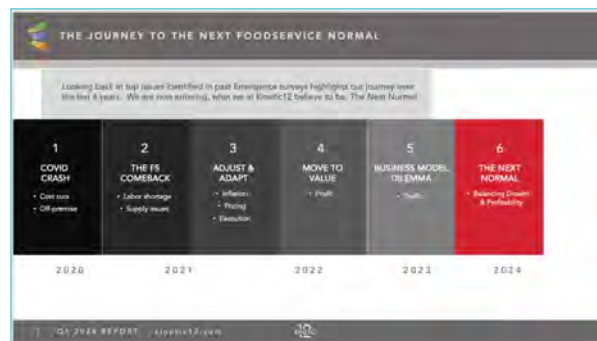 THE JOURNEY TO THE NEXT FOODSERVICE NORMAL
Looking back at top issues identified in past Emergence surveys highlights our journey over
the last 4 years. We are now entering, what we at Kinetic12 believe to be, The Next Normal
1
COVID
CRASH
• Cost cuts
• Off-premise
2
THE FS
COMEBACK
• Labor shortage
• Supply issues
3
ADJUST &
ADAPT
• Inflation
• Pricing
• Execution
4
MOVE TO
VALUE
• Profit
5
BUSINESS MODEL
DILEMMA
• Traffic
6
THE NEXT
NORMAL
• Balancing Growth
& Profitability
2020
2021
2022
2023
2024
2024 REPORT
kinetic12.com
12